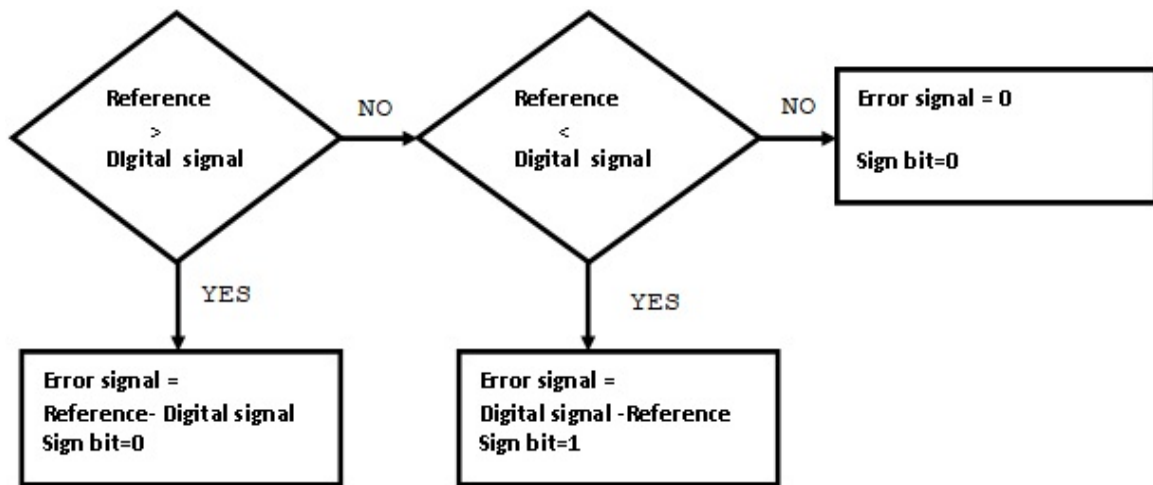 Reference
>
DIgital signal
NO
Reference
<
Digital signal
NO
Error signal = 0
Sign bit=0
YES
YES
Error signal =
Reference- Digital signal
Sign bit=0
Error signal =
Digital signal -Reference
Sign bit=1